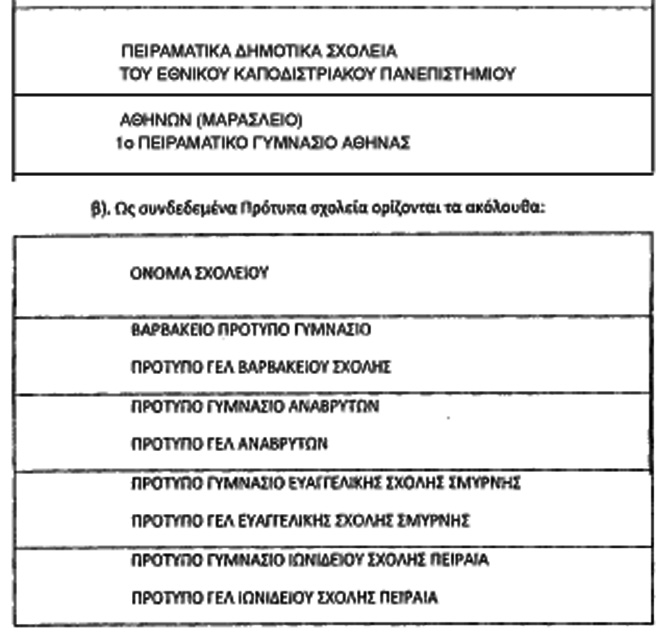 ΠΕΙΡΑΜΑΤΙΚΑ ΔΗΜΟΤΙΚΑ ΣΧΟΛΕΙΑ
ΤΟΥ ΕΘΝΙΚΟΥ ΚΑΠΟΔΙΣΤΡΙΑΚΟΥ ΠΑΝΕΠΙΣΤΗΜΙΟΥ
ΑΘΗΝΩΝ (ΜΑΡΑΣΛΕΙΟ)
1ο ΠΕΙΡΑΜΑΤΙΚΟ ΓΥΜΝΑΣΙΟ ΑΘΗΝΑΣ
β). Ως συνδεδεμένα Πρότυπα σχολεία ορίζονται τα ακόλουθα:
ΟΝΟΜΑ ΣΧΟΛΕΙΟΥ
ΒΑΡΒΑΚΕΙΟ ΠΡΟΤΥΠΟ ΓΥΜΝΑΣΙΟ
ΠΡΟΤΥΠΟ ΓΕΛ ΒΑΡΒΑΚΕΙΟΥ ΣΧΟΛΗΣ
ΠΡΟΤΥΠΟ ΓΥΜΝΑΣΙΟ ΑΝΑΒΡΥΤΩΝ
ΠΡΟΤΥΠΟ ΓΕΛ ΑΝΑΒΡΥΤΩΝ
ΠΡΟΤΥΠΟ ΓΥΜΝΑΣΙΟ ΕΥΑΓΓΕΛΙΚΗΣ ΣΧΟΛΗΣ ΣΜΥΡΝΗΣ
ΠΡΟΤΥΠΟ ΓΕΛ ΕΥΑΓΓΕΛΙΚΗΣ ΣΧΟΛΗΣ ΣΜΥΡΝΗΣ
ΠΡΟΤΥΠΟ ΓΥΜΝΑΣΙΟ ΙΩΝΙΔΕΙΟΥ ΣΧΟΛΗΣ ΠΕΙΡΑΙΑ
ΠΡΟΤΥΠΟ ΓΕΛ ΙΩΝΙΔΕΙΟΥ ΣΧΟΛΗΣ ΠΕΙΡΑΙΑ